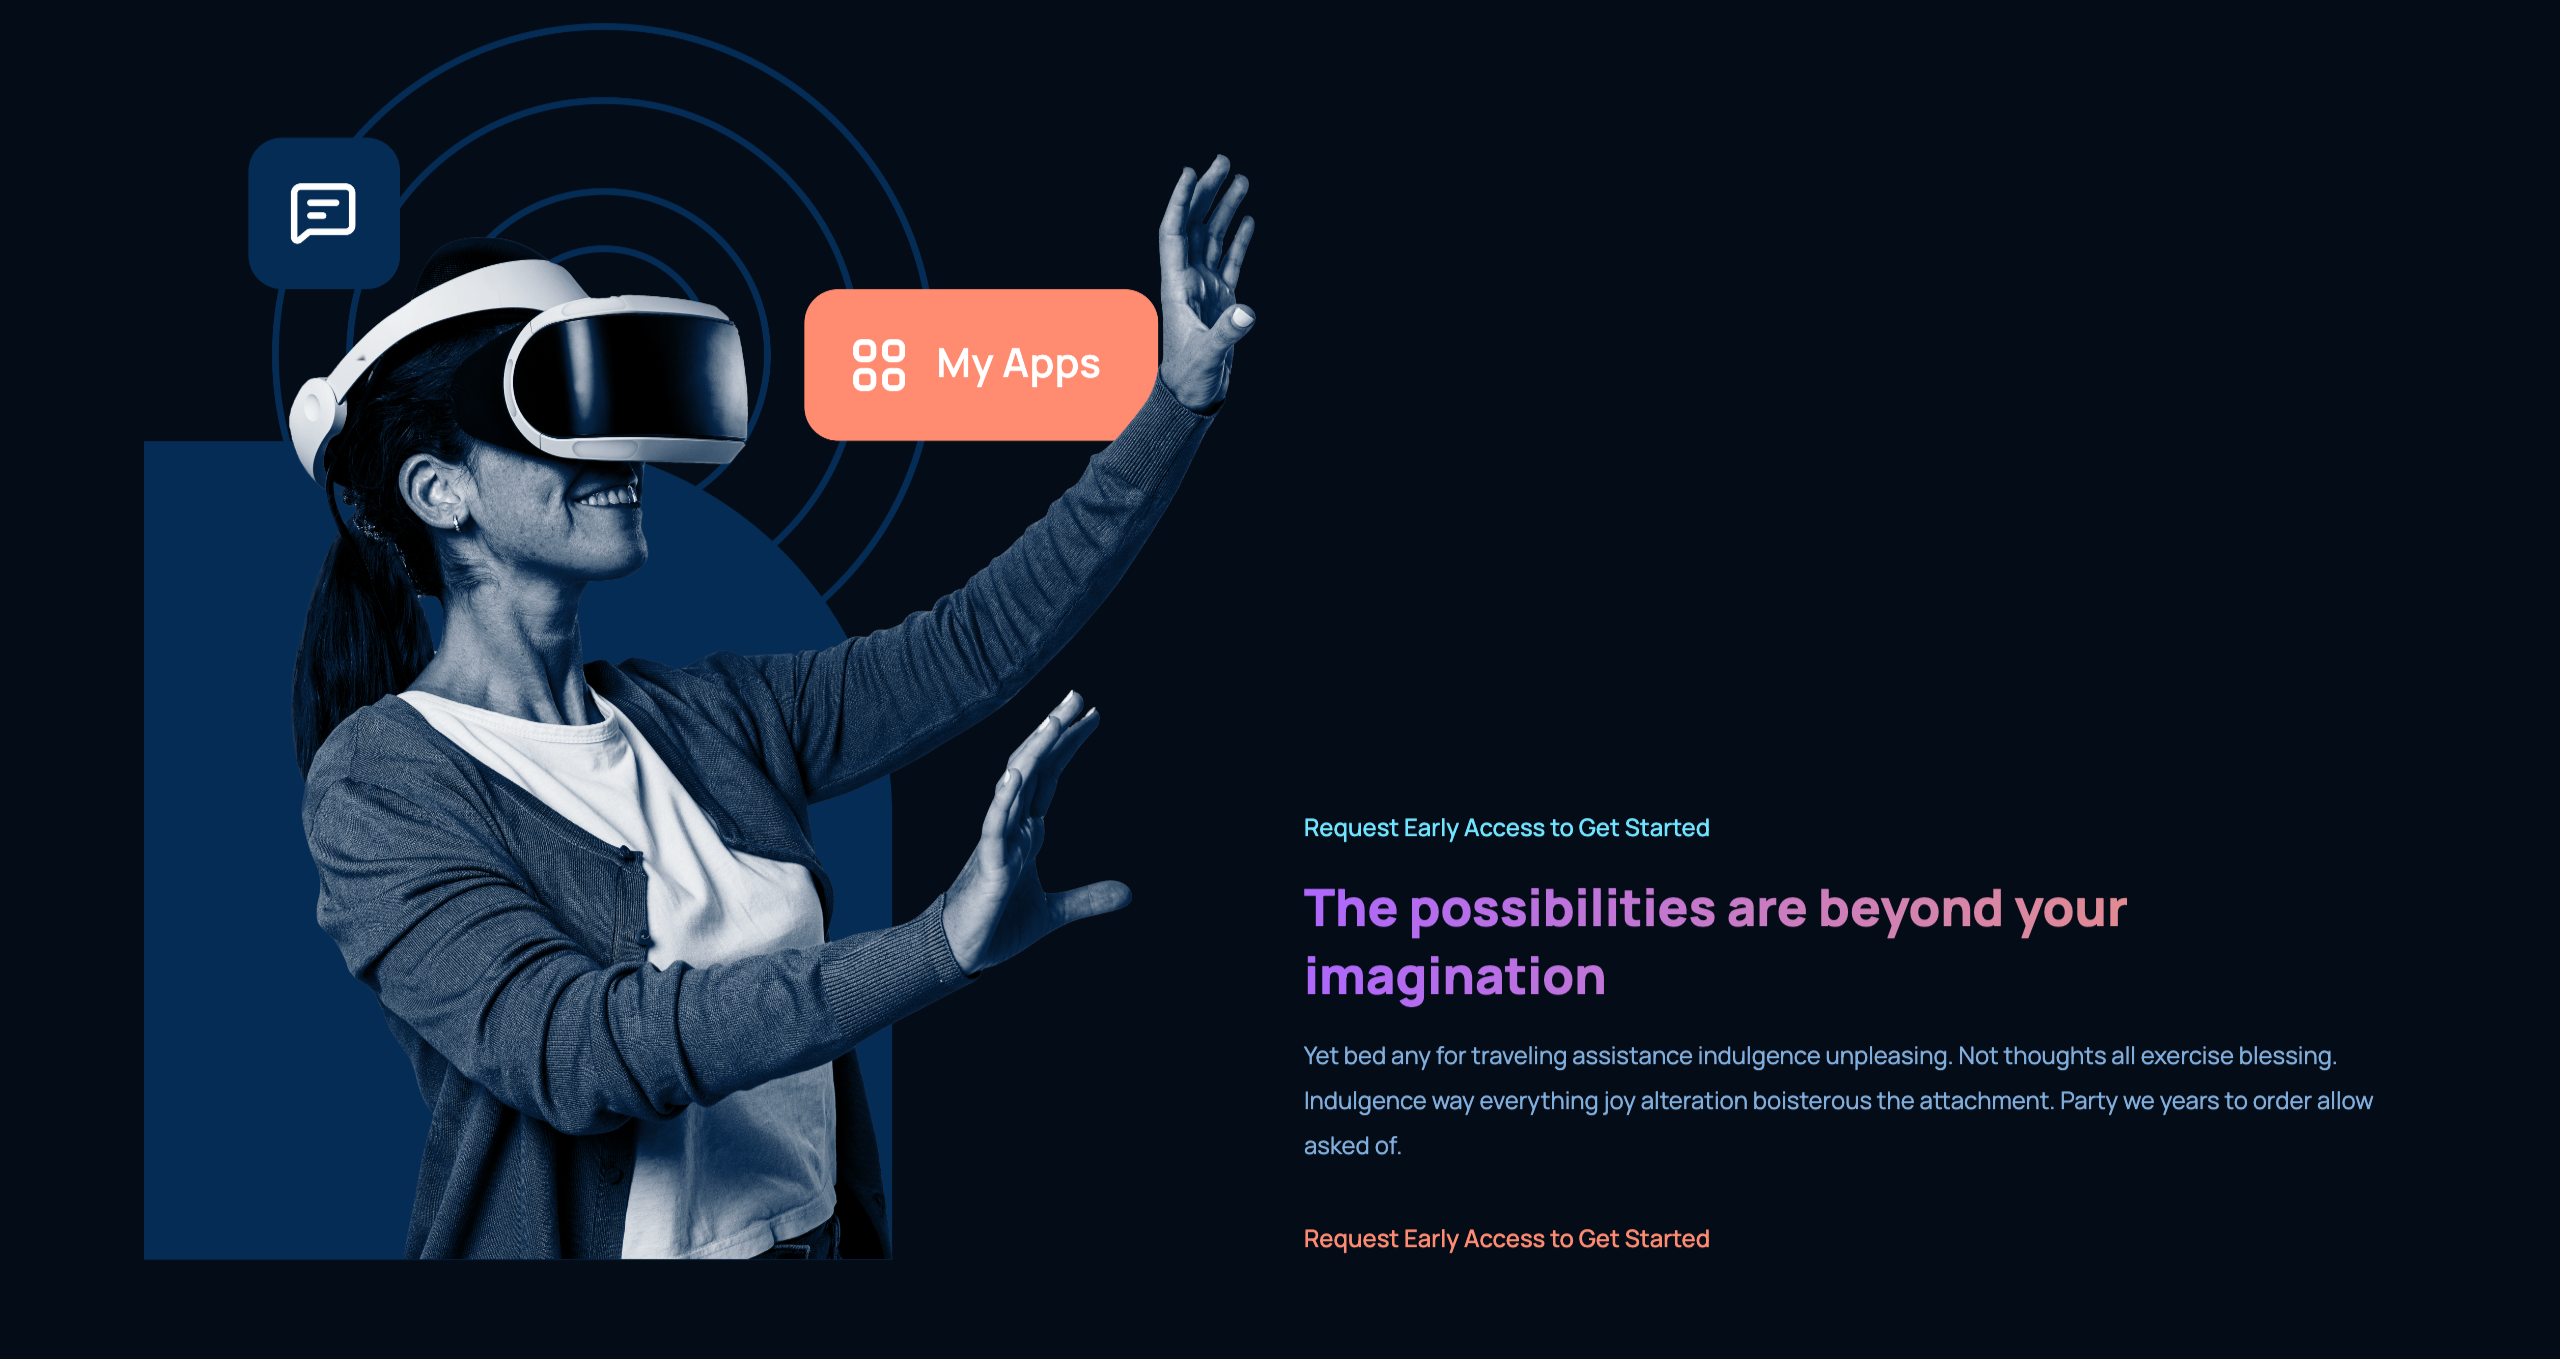 My Apps
Request Early Access to Get Started
The possibilities are beyond your
imagination
Yet bed any for traveling assistance indulgence unpleasing. Not thoughts all exercise blessing.
Indulgence way everything joy alteration boisterous the attachment. Party we years to order allow
asked of.
Request Early Access to Get Started